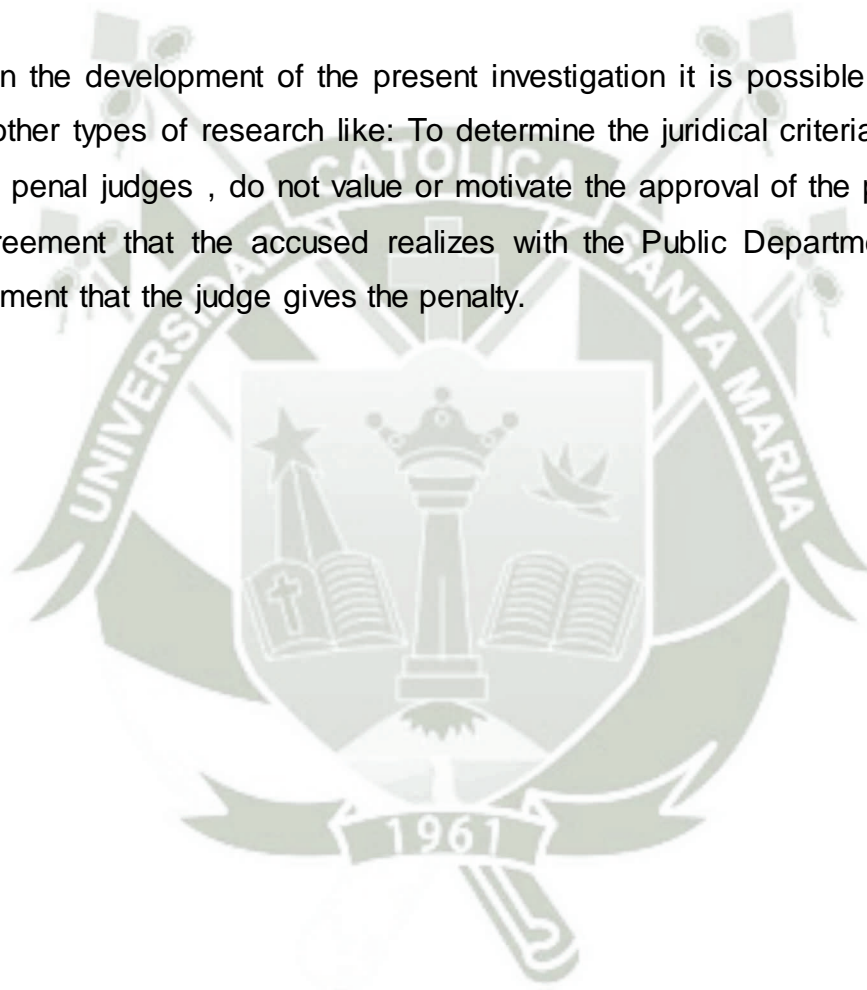 n the development of the present investigation it is possible
other types of research like: To determine the juridical criteria
penal judges , do not value or motivate the approval of the p
reement that the accused realizes with the Public Departme
ment that the judge gives the penalty.
UNIVERSIDAD CATOLICA SANTA MARIA
1961